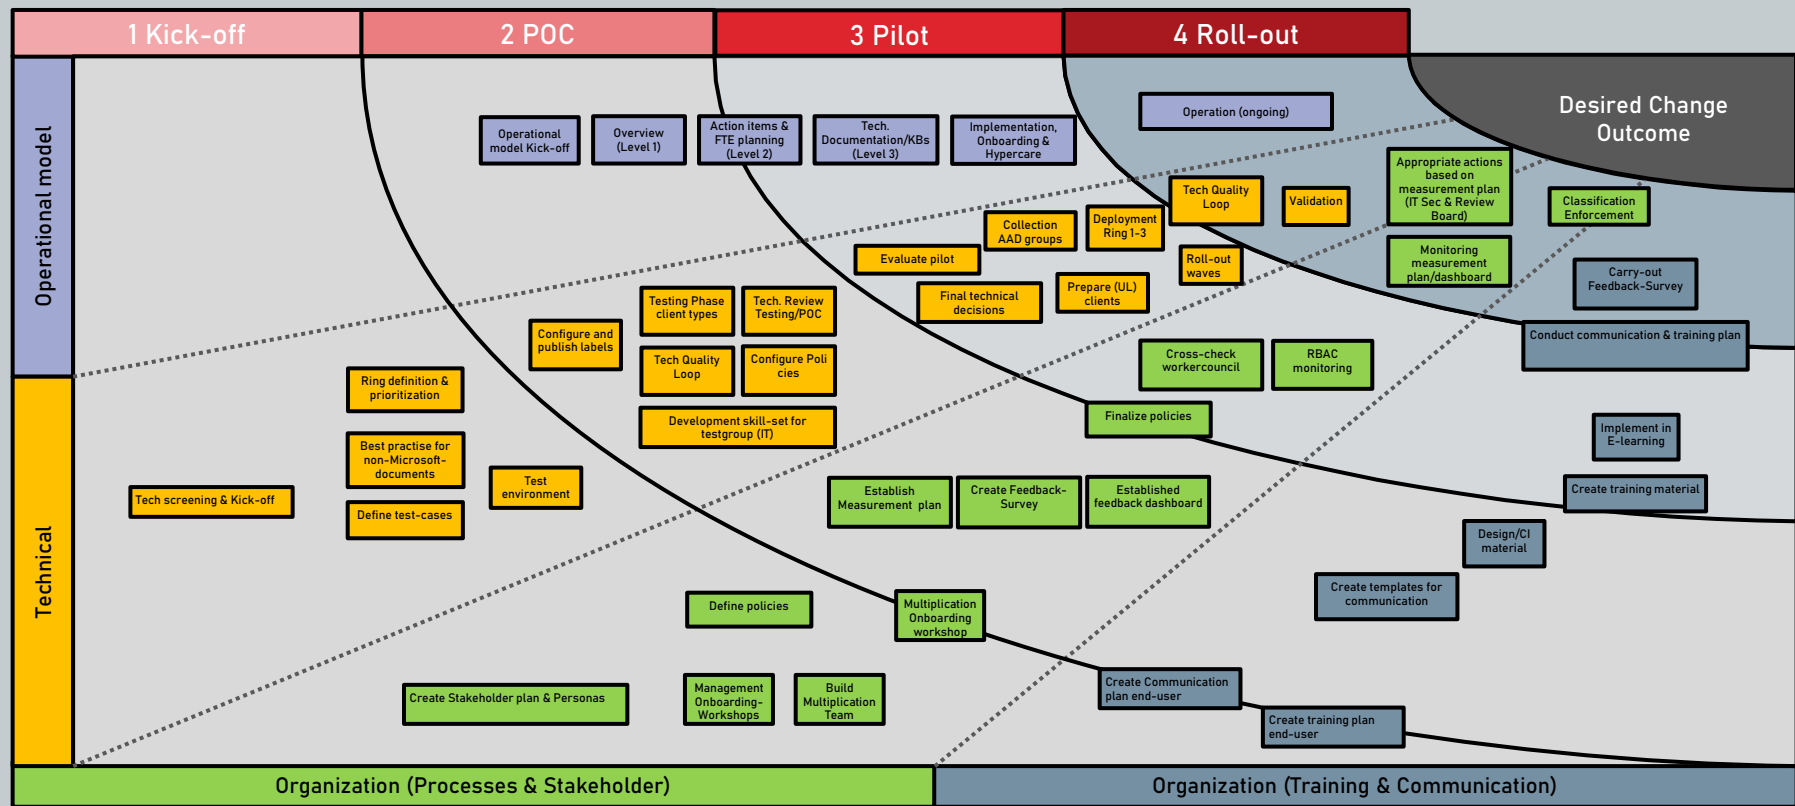 1 Kick-off
2 POC
3 Pilot
4 Roll-out
Desired Change
Outcome
Operational model
Technical
Operational
model Kick-off
Overview
(Level 1)
Action items &
FTE planning
(Level 2)
Tech.
Documentation/KBs
(Level 3)
Implementation,
Onboarding &
Hypercare
Operation (ongoing)
Appropriate actions
based on
measurement plan
(IT Sec & Review
Board)
Classification
Enforcement
Tech Quality
Loop
Validation
Collection
AAD groups
Deployment
Ring 1-3
Evaluate pilot
Roll-out
waves
Monitoring
measurement
plan/dashboard
Carry-out
Feedback-Survey
Final technical
decisions
Prepare (UL)
clients
Testing Phase
client types
Tech. Review
Testing/POC
Configure and
publish labels
Tech Quality
Loop
Configure Poli
cies
Conduct communication & training plan
Cross-check
workercouncil
RBAC
monitoring
Ring definition &
prioritization
Development skill-set for
testgroup (IT)
Finalize policies
Implement in
E-learning
Best practise for
non-Microsoft-
documents
Test
environment
Tech screening & Kick-off
Define test-cases
Establish
Measurement plan
Create Feedback-
Survey
Established
feedback dashboard
Create training material
Design/CI
material
Create templates for
communication
Define policies
Multiplication
Onboarding
workshop
Create Stakeholder plan & Personas
Management
Onboarding-
Workshops
Build
Multiplication
Team
Create Communication
plan end-user
Create training plan
end-user
Organization (Processes & Stakeholder)
Organization (Training & Communication)